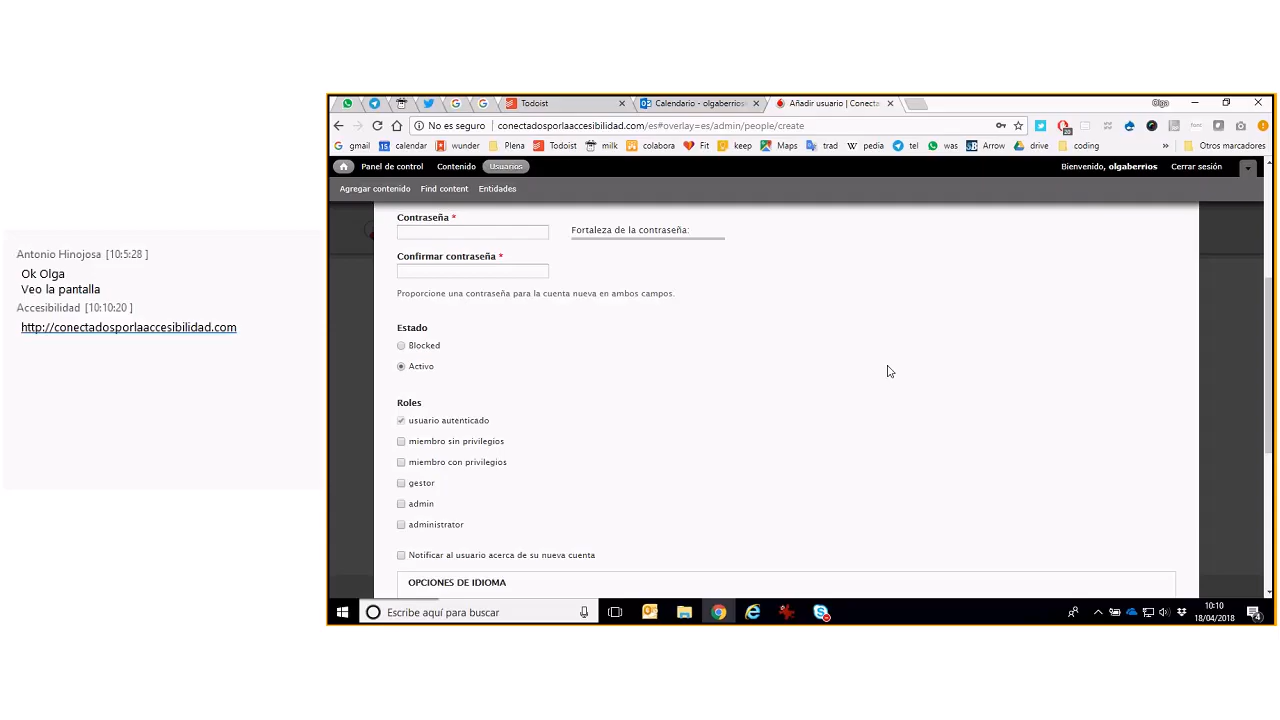 Antonio Hinojosa [10:5:28 ]
Ok Olga
Veo la pantalla
Accesibilidad [10:10:20 ]
http://conectadosporlaaccesibilidad.com
Todoist
Calendario - olgaberrios
Añadir usuario | Conecta
Olga
No es seguro
conectadosporlaaccesibilidad.com/es#overlay=es/admin/people/create
20
gmail
15 calendar
wunder
Plena
Todoist
milk
colabora
Fit
keep
Maps
trad
W pedia
tel
was
Arrow
drive
coding
»
Otros marcadores
Panel de control
Contenido
Usuarios
Bienvenido, olgaberrios
Cerrar sesión
Agregar contenido
Find content
Entidades
Contraseña *
Fortaleza de la contraseña:
Confirmar contraseña *
Proporcione una contraseña para la cuenta nueva en ambos campos.
Estado
Blocked
Activo
Roles
usuario autenticado
miembro sin privilegios
miembro con privilegios
gestor
admin
administrator
Notificar al usuario acerca de su nueva cuenta
OPCIONES DE IDIOMA
Escribe aquí para buscar
10:10
18/04/2018
4